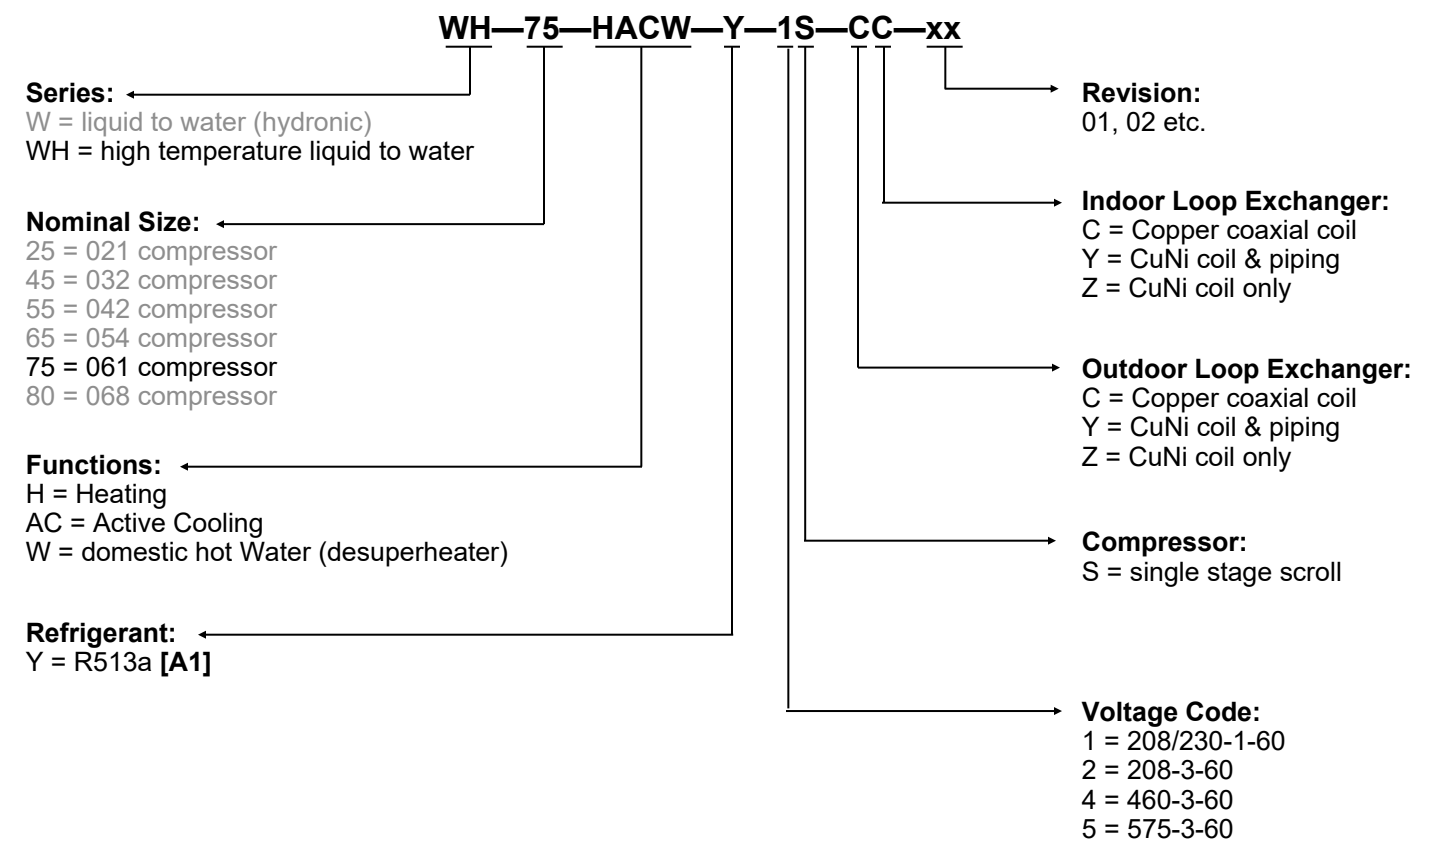 WH—75—HACW—Y—1S—CC—xx
Series:
W = liquid to water (hydronic)
WH = high temperature liquid to water
Nominal Size:
25 = 021 compressor
45 = 032 compressor
55 = 042 compressor
65 = 054 compressor
75 = 061 compressor
80 = 068 compressor
Functions:
H = Heating
AC = Active Cooling
W = domestic hot Water (desuperheater)
Refrigerant:
Y = R513a [A1]
Revision:
01, 02 etc.
Indoor Loop Exchanger:
C = Copper coaxial coil
Y = CuNi coil & piping
Z = CuNi coil only
Outdoor Loop Exchanger:
C = Copper coaxial coil
Y = CuNi coil & piping
Z = CuNi coil only
Compressor:
S = single stage scroll
Voltage Code:
1 = 208/230-1-60
2 = 208-3-60
4 = 460-3-60
5 = 575-3-60